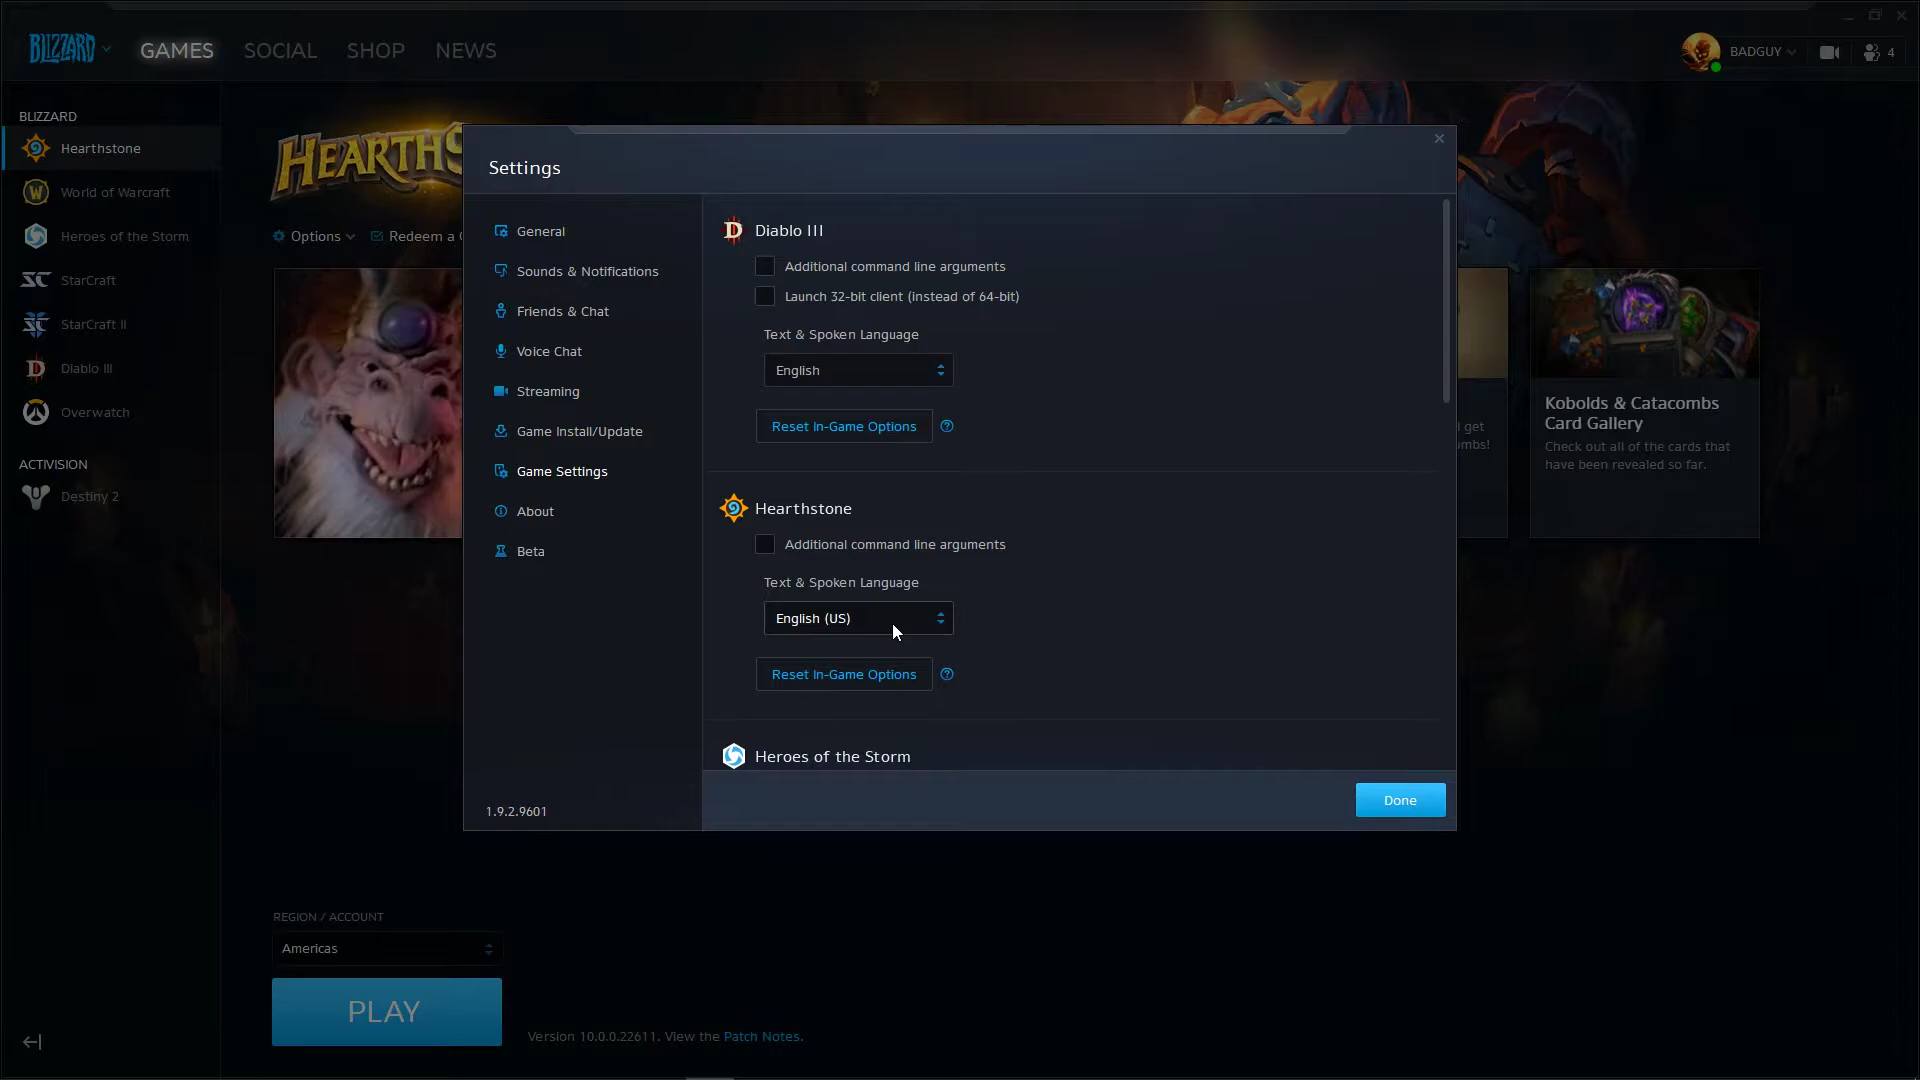 BLIZZARD
GAMES
SOCIAL
SHOP
NEWS
BADGUY
4
BLIZZARD
Hearthstone
World of Warcraft
Heroes of the Storm
StarCraft
StarCraft II
Diablo III
Overwatch
ACTIVISION
Destiny 2
HEARTHS
Options
Redeem a
Settings
General
Sounds & Notifications
Friends & Chat
Voice Chat
Streaming
Game Install/Update
Game Settings
About
Beta
1.9.2.9601
Diablo III
Additional command line arguments
Launch 32-bit client (instead of 64-bit)
Text & Spoken Language
English
Reset In-Game Options
Hearthstone
Additional command line arguments
Text & Spoken Language
English (US)
Reset In-Game Options
Heroes of the Storm
Done
get
Kobolds & Catacombs
Card Gallery
Check out all of the cards that
have been revealed so far.
REGION / ACCOUNT
Americas
PLAY
Version 10.0.0.22611. View the Patch Notes.